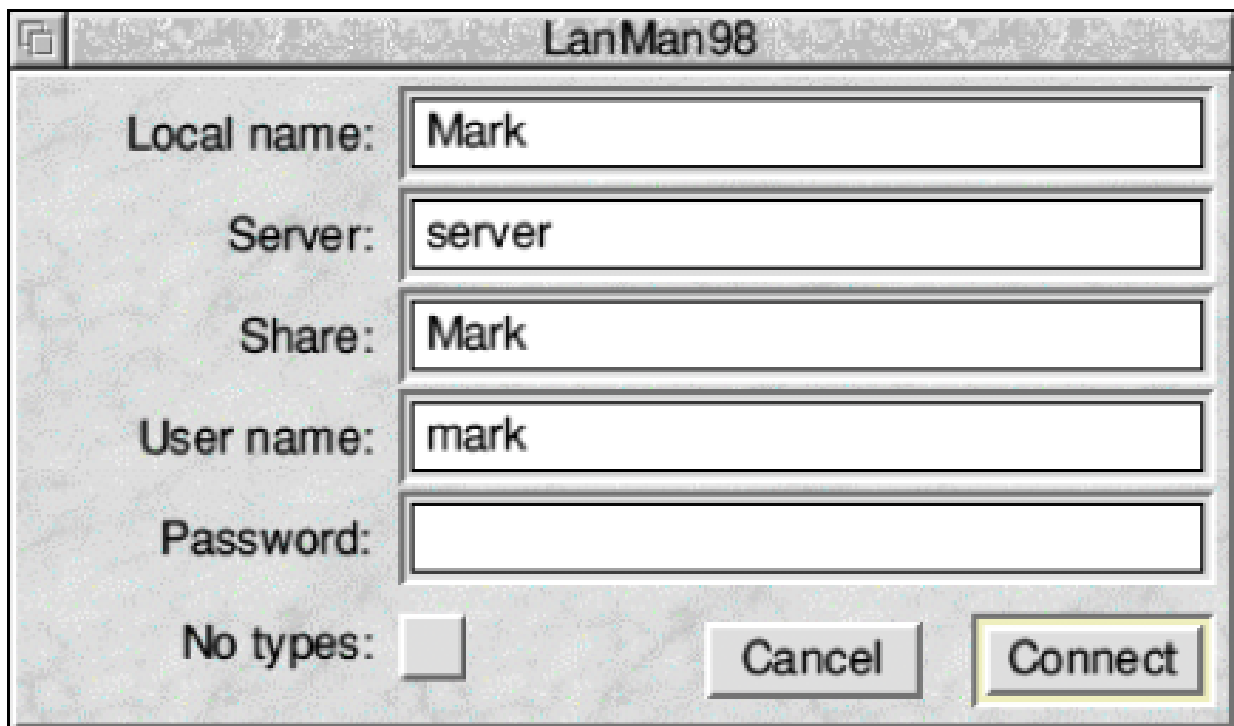 LanMan98
Local name: Mark
Server: server
Share: Mark
User name: mark
Password:
No types: Cancel Connect